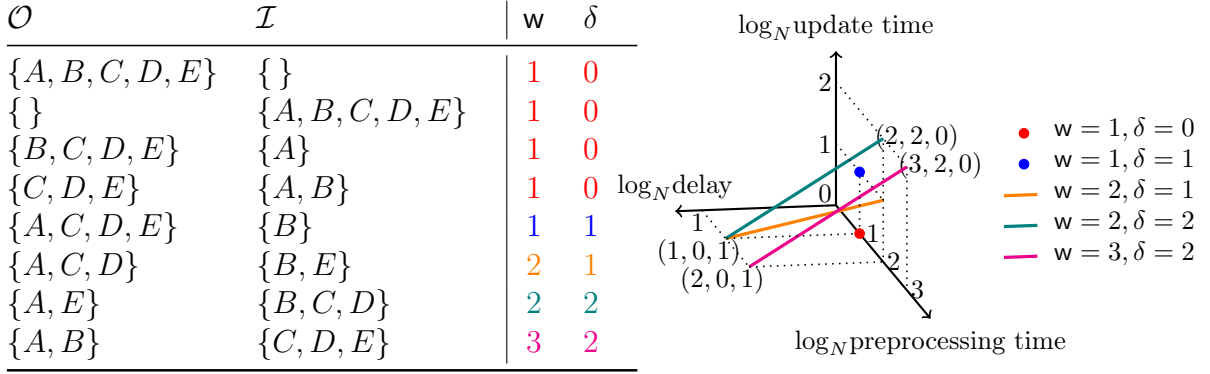 𝒪 ℐ w δ
{A, B, C, D, E} { } 1 0
{ } {A, B, C, D, E} 1 0
{B, C, D, E} {A} 1 0
{C, D, E} {A, B} 1 0
{A, C, D, E} {B} 1 1
{A, C, D} {B, E} 2 1
{A, E} {B, C, D} 2 2
{A, B} {C, D, E} 3 2
log_N update time
2
1
(2, 2, 0)
(3, 2, 0)
log_N delay
0
1
1
(1, 0, 1)
2
(2, 0, 1)
3
log_N preprocessing time
w = 1, δ = 0
w = 1, δ = 1
w = 2, δ = 1
w = 2, δ = 2
w = 3, δ = 2